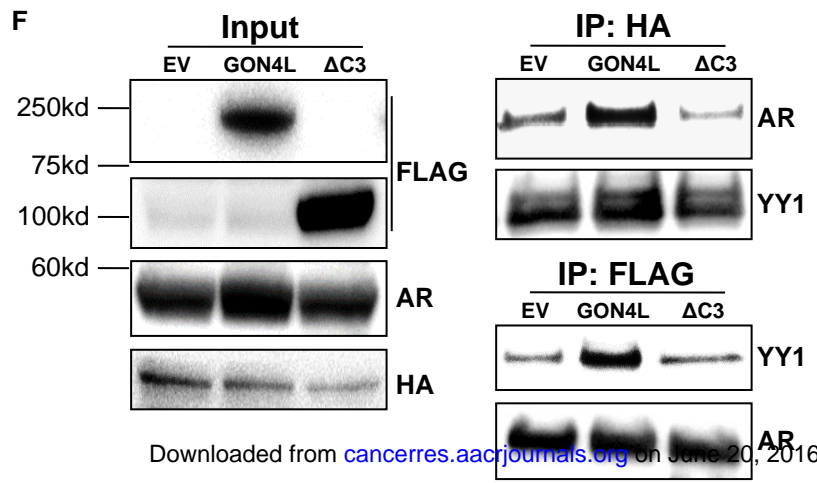 F
Input
EV GON4L ΔC3
250kd
75kd
FLAG
100kd
60kd
AR
HA
IP: HA
EV GON4L ΔC3
AR
YY1
IP: FLAG
EV GON4L ΔC3
YY1
AR
Downloaded from cancerres.aacrjournals.org on June 20, 2016